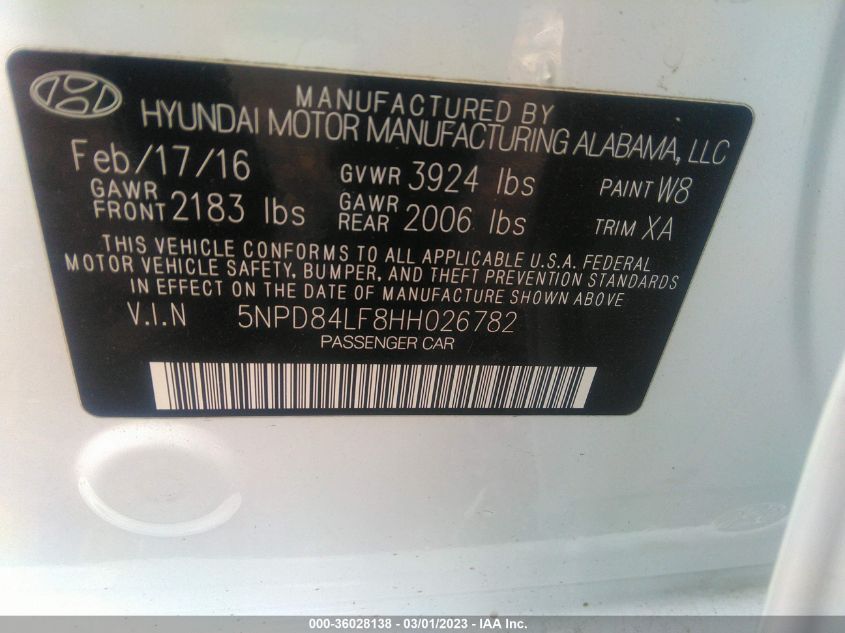 MANUFACTURED BY
HYUNDAI MOTOR MANUFACTURING ALABAMA, LLC
Feb/17/16 GVWR 3924 lbs PAINT W8
GAWR FRONT 2183 lbs GAWR REAR 2006 lbs TRIM XA
THIS VEHICLE CONFORMS TO ALL APPLICABLE U.S.A. FEDERAL
MOTOR VEHICLE SAFETY, BUMPER, AND THEFT PREVENTION STANDARDS
IN EFFECT ON THE DATE OF MANUFACTURE SHOWN ABOVE
V.I.N 5NPD84LF8HH026782
PASSENGER CAR
000-36028138 - 03/01/2023 - IAA Inc.